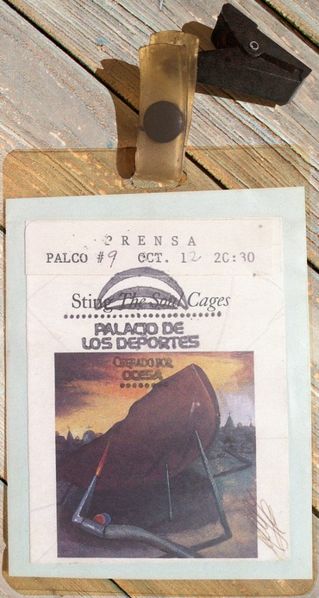 PRENSA
PALCO #9 OCT. 12 20:30
Sting The Soul Cages
PALACIO DE
LOS DEPORTES
OPERADO POR
OCESA